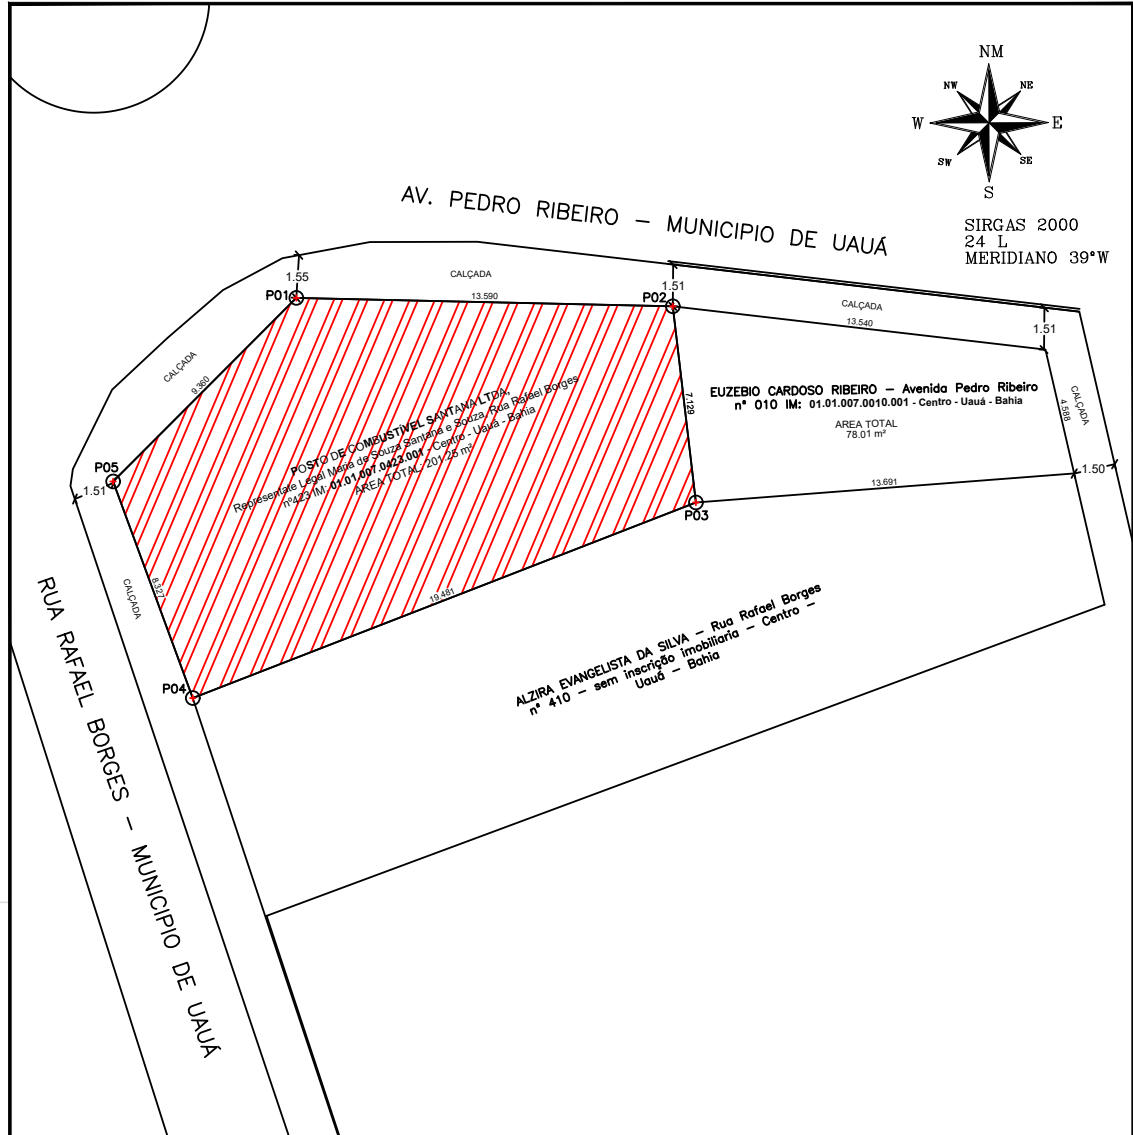 NM
NW
NE
W
E
SW
SE
S
SIRGAS 2000
24 L
MERIDIANO 39°W
AV. PEDRO RIBEIRO – MUNICIPIO DE UAUÁ
1.55
CALÇADA
1.51
P01
13.590
P02
CALÇADA
13.540
1.51
CALÇADA
9.360
7.129
EUZEBIO CARDOSO RIBEIRO – Avenida Pedro Ribeiro
n° 010 IM: 01.01.007.0010.001 - Centro - Uauá - Bahia
AREA TOTAL
78.01 m²
CALÇADA
4.588
POSTO DE COMBUSTÍVEL SANTANA LTDA,
Represente Legal Maria de Souza Santana e Souza, Rua Rafael Borges
n°423 IM: 01.01.007.0423.001 - Centro - Uauá - Bahia
AREA TOTAL: 201.25 m²
P05
1.51
13.691
1.50
P03
CALÇADA
8.327
19.481
P04
ALZIRA EVANGELISTA DA SILVA – Rua Rafael Borges
n° 410 – sem inscrição imobiliaria – Centro –
Uauá – Bahia
RUA RAFAEL BORGES – MUNICIPIO DE UAUÁ